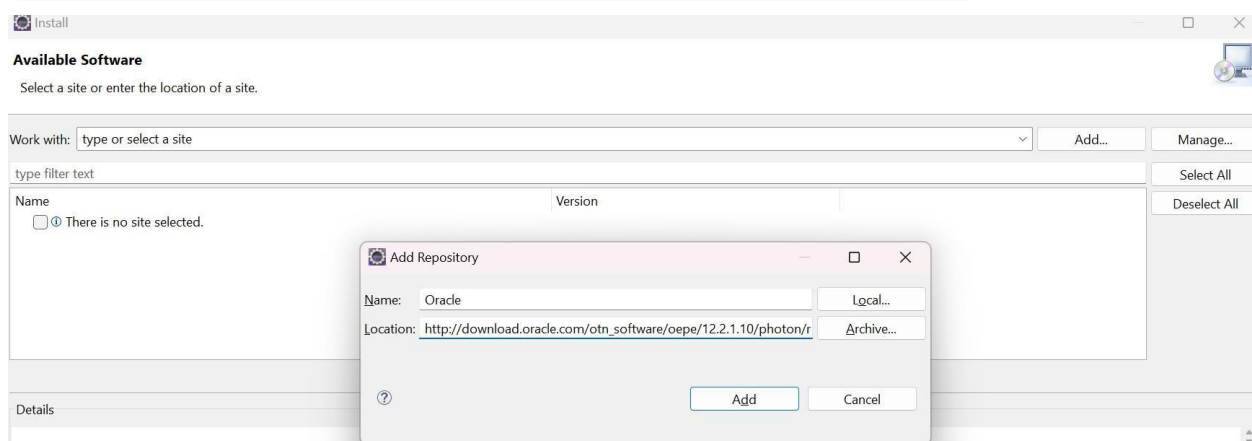 Install
Available Software
Select a site or enter the location of a site.
Work with: type or select a site Add... Manage...
type filter text Select All
Name Version Deselect All
There is no site selected.
Add Repository
Name: Oracle Local...
Location: http://download.oracle.com/otn_software/oepe/12.2.1.10/photon/r Archive...
Add Cancel
Details